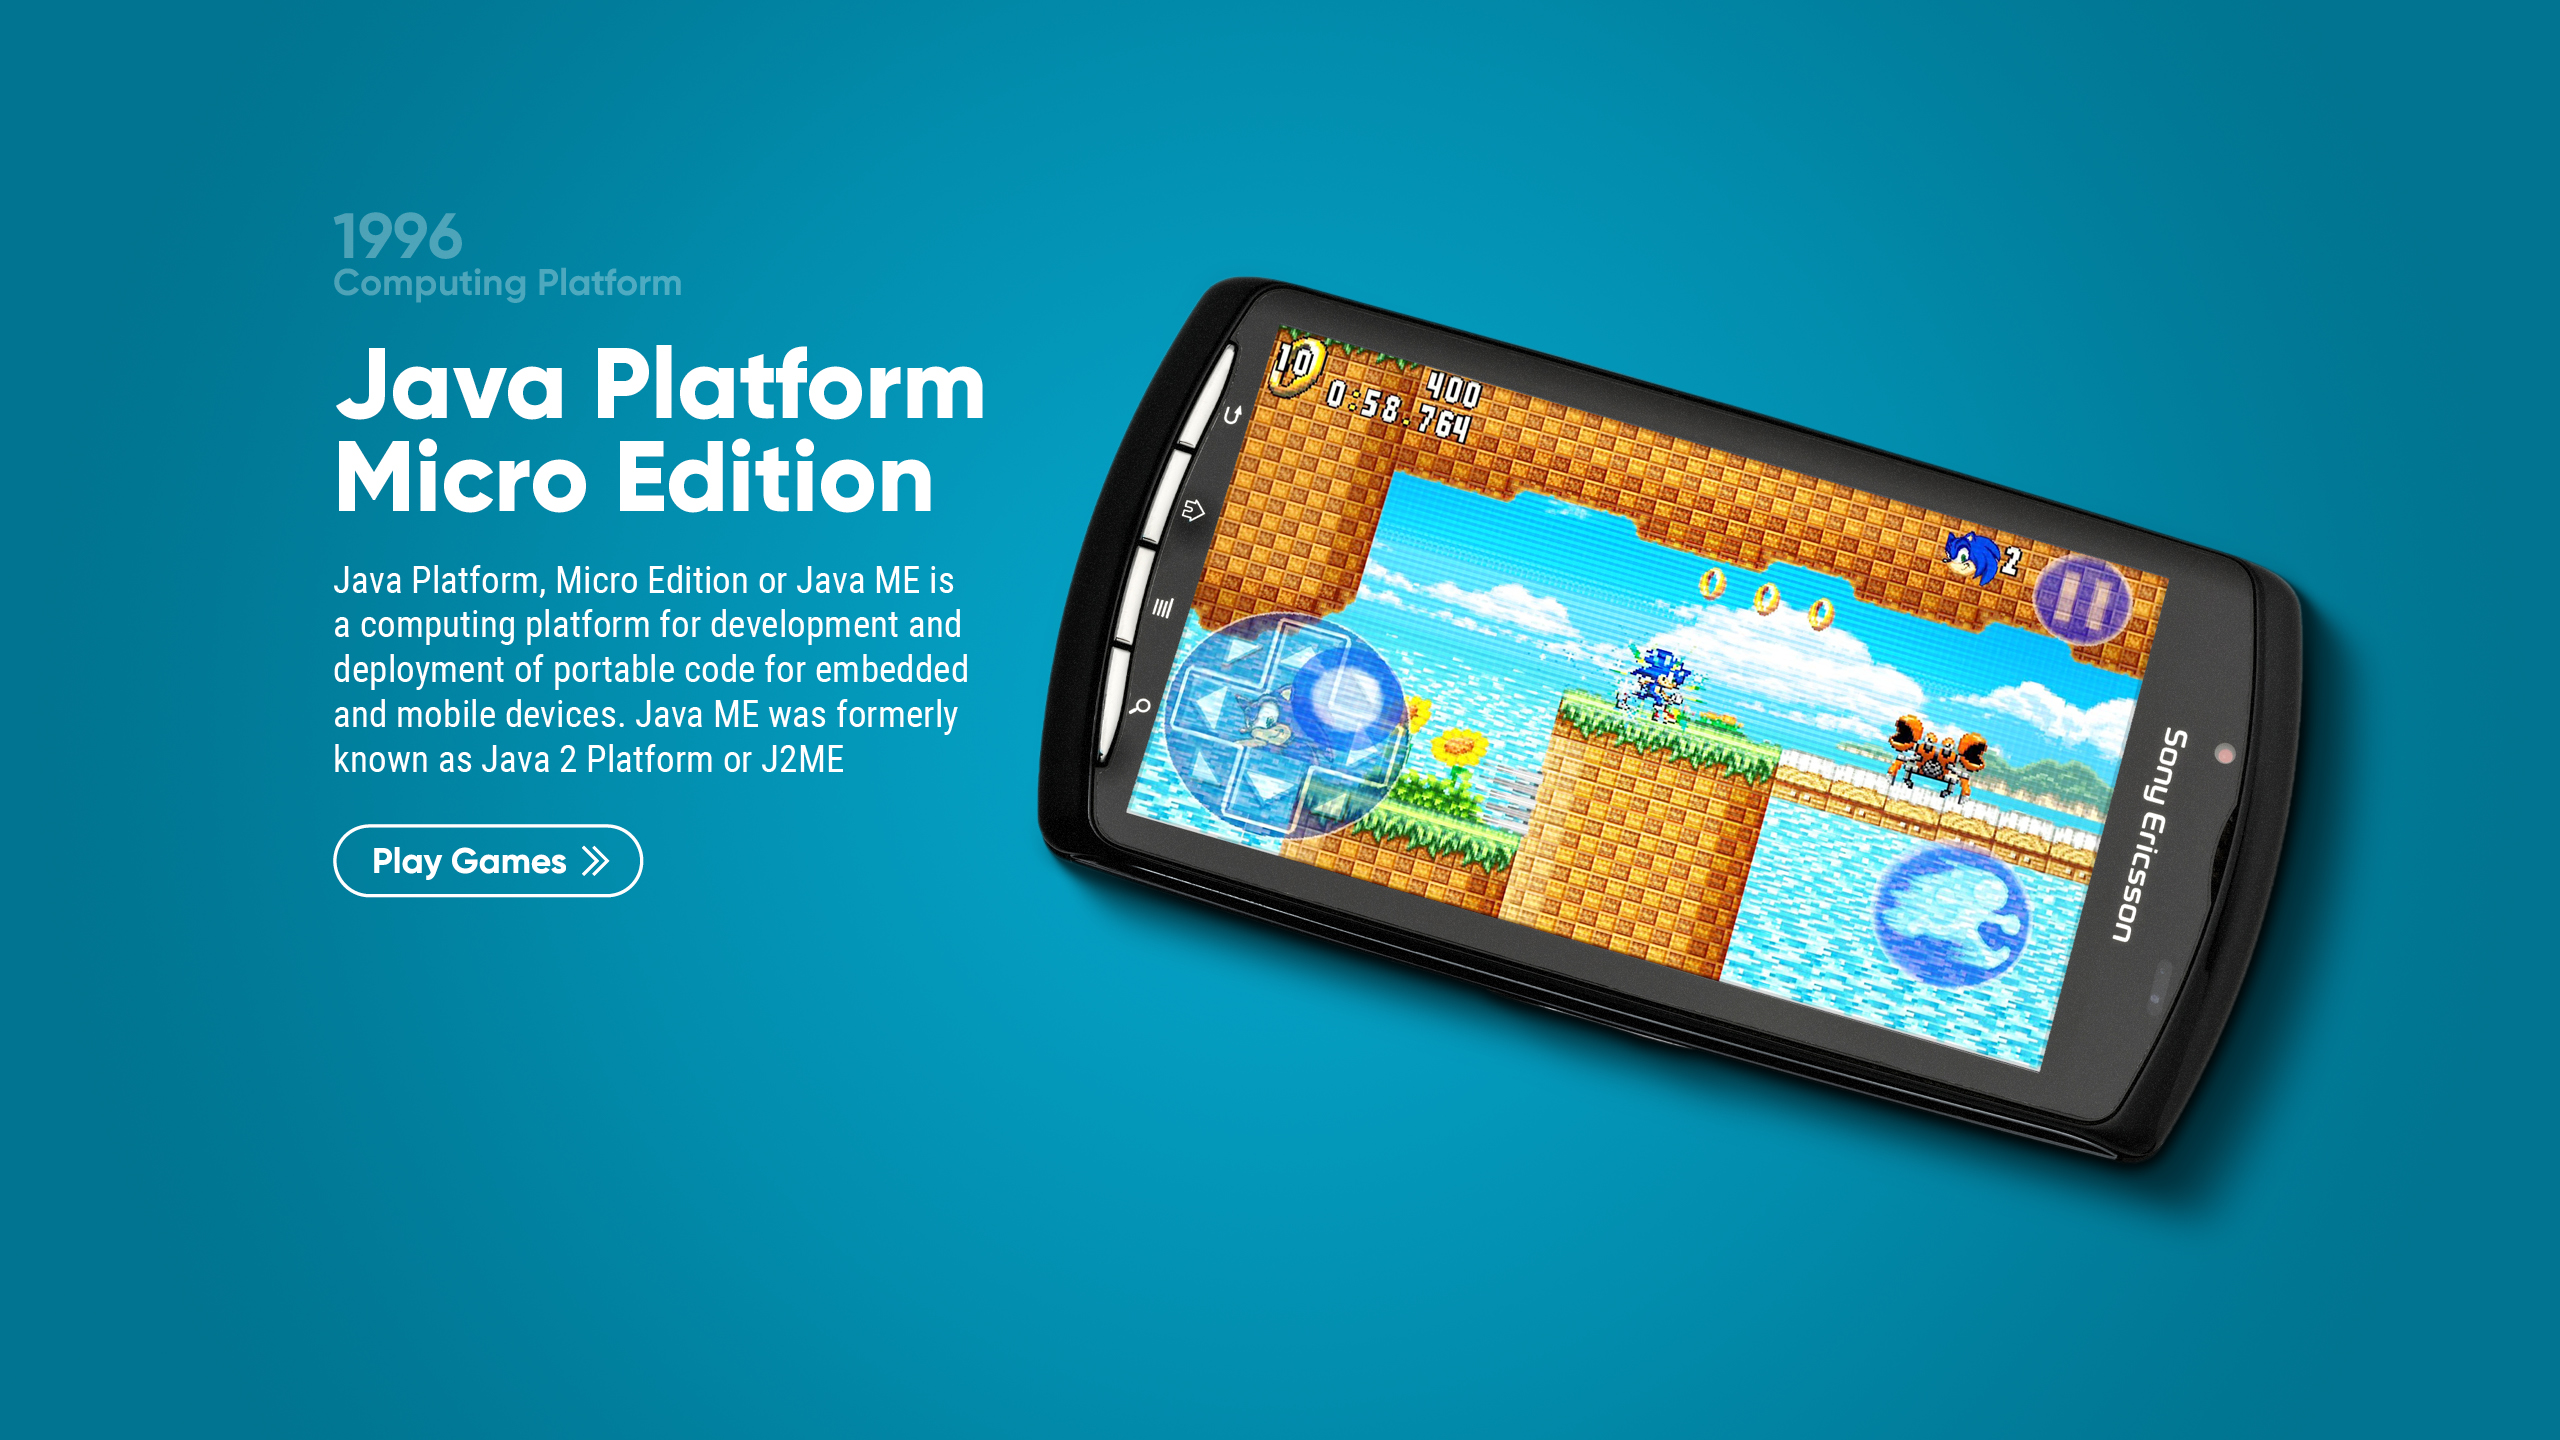 1996
Computing Platform
Java Platform
Micro Edition
Java Platform, Micro Edition or Java ME is
a computing platform for development and
deployment of portable code for embedded
and mobile devices. Java ME was formerly
known as Java 2 Platform or J2ME
Play Games
10
400
0:58.764
2
Sony Ericsson